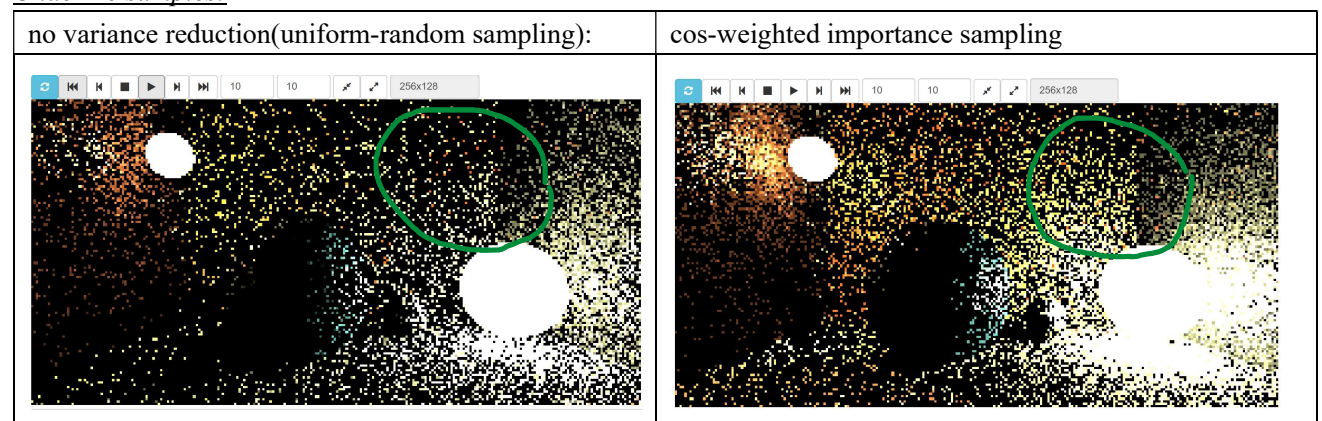 no variance reduction(uniform-random sampling):
cos-weighted importance sampling
10 10 256x128
10 10 256x128